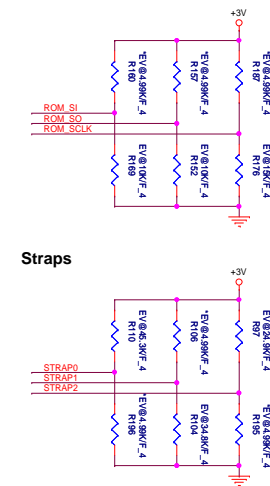 +3V
*EV@4.99K/F_4
R160
*EV@4.99K/F_4
R157
*EV@4.99K/F_4
R187
ROM_SI
ROM_SO
ROM_SCLK
EV@10K/F_4
R169
EV@10K/F_4
R152
EV@15K/F_4
R176
Straps
+3V
EV@45.3K/F_4
R110
*EV@4.99K/F_4
R106
EV@24.9K/F_4
R97
STRAP0
STRAP1
STRAP2
*EV@4.99K/F_4
R196
EV@34.8K/F_4
R104
*EV@4.99K/F_4
R195